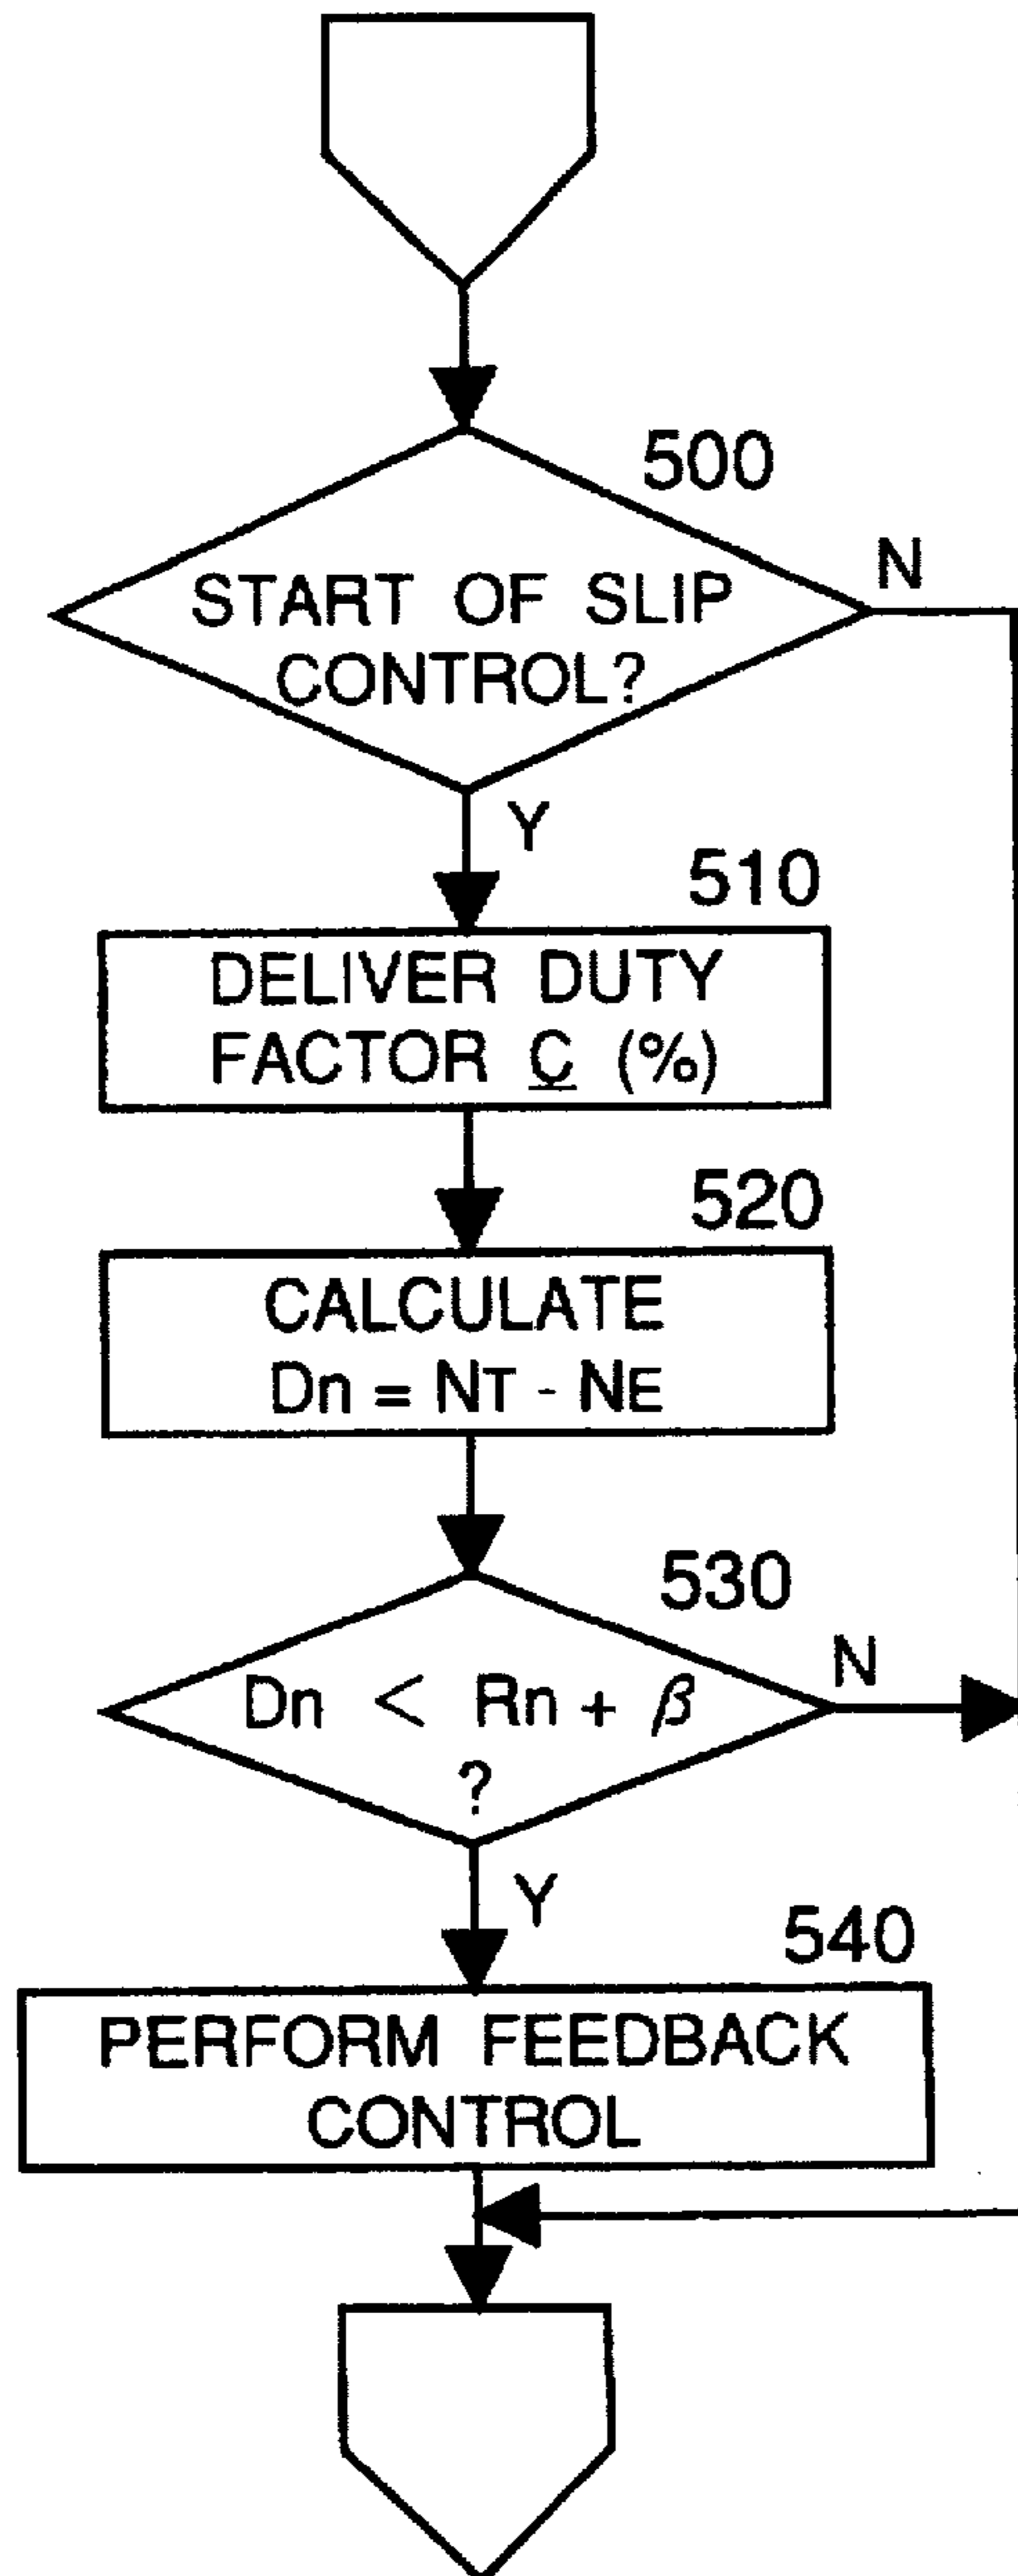 500
START OF SLIP
CONTROL?
N
Y
510
DELIVER DUTY
FACTOR C (%)
520
CALCULATE
Dn = NT - NE
530
Dn < Rn + β
?
N
Y
540
PERFORM FEEDBACK
CONTROL